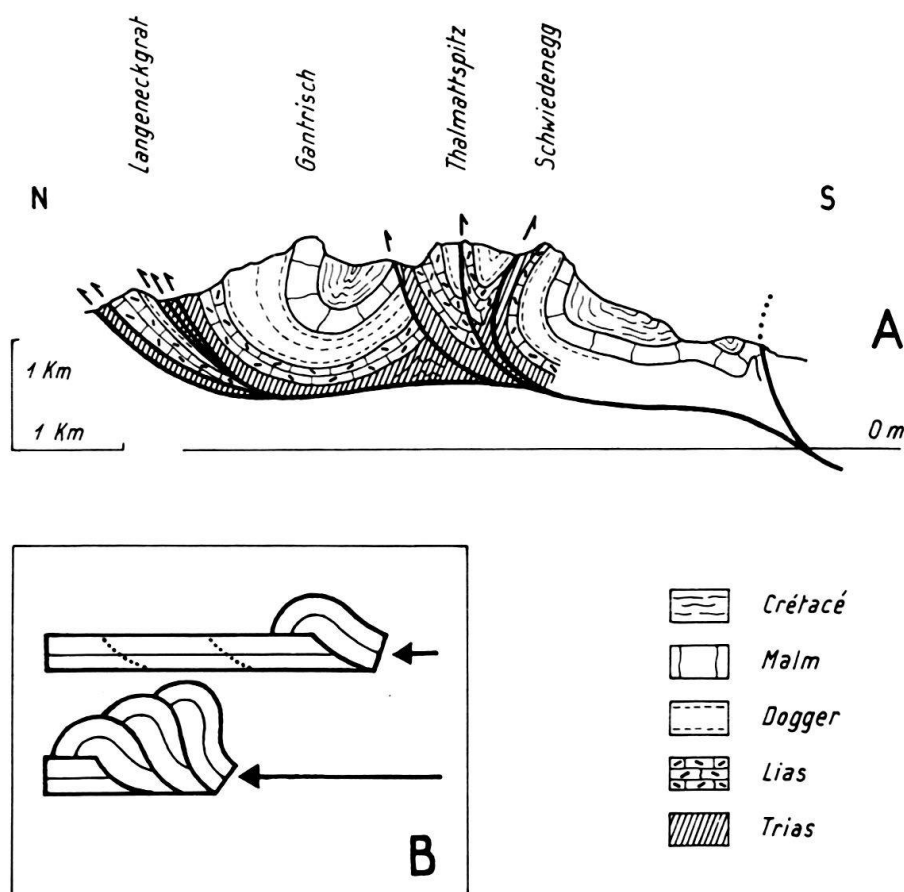 Langeneckgrat
Gantrisch
Thalmattspitz
Schwiedenegg
N
S
A
1 Km
1 Km
0 m
B
Crétacé
Malm
Dogger
Lias
Trias